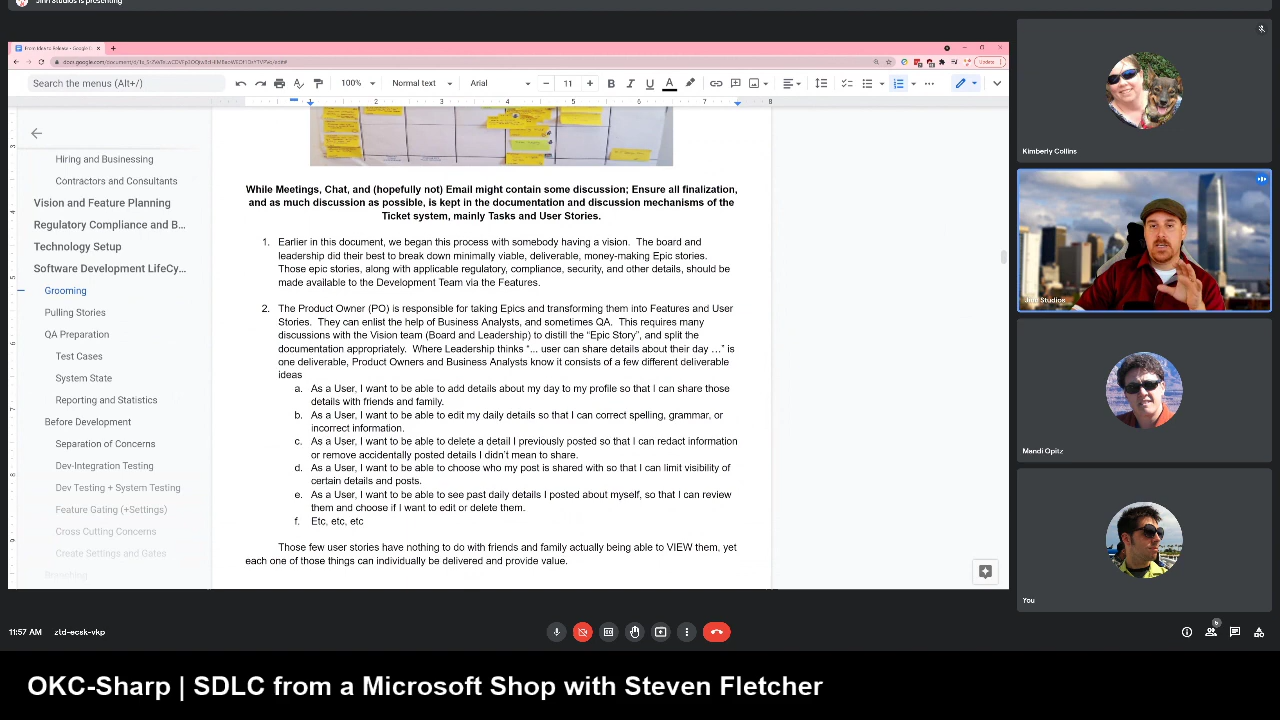 Jinn Studios is presenting
From Idea to Release - Google
Update
Search the menus (Alt+/)
100%
Normal text
Arial
11
2 3 4 5 6 7 8
Hiring and Businessing
Contractors and Consultants
Vision and Feature Planning
Regulatory Compliance and B...
Technology Setup
Software Development LifeCy...
Grooming
Pulling Stories
QA Preparation
Test Cases
System State
Reporting and Statistics
Before Development
Separation of Concerns
Dev-Integration Testing
Dev Testing + System Testing
Feature Gating (+Settings)
Cross Cutting Concerns
Create Settings and Gates
While Meetings, Chat, and (hopefully not) Email might contain some discussion; Ensure all finalization,
and as much discussion as possible, is kept in the documentation and discussion mechanisms of the
Ticket system, mainly Tasks and User Stories.
1. Earlier in this document, we began this process with somebody having a vision. The board and
leadership did their best to break down minimally viable, deliverable, money-making Epic stories.
Those epic stories, along with applicable regulatory, compliance, security, and other details, should be
made available to the Development Team via the Features.
2. The Product Owner (PO) is responsible for taking Epics and transforming them into Features and User
Stories. They can enlist the help of Business Analysts, and sometimes QA. This requires many
discussions with the Vision team (Board and Leadership) to distill the “Epic Story”, and split the
documentation appropriately. Where Leadership thinks “... user can share details about their day ...” is
one deliverable, Product Owners and Business Analysts know it consists of a few different deliverable
ideas
a. As a User, I want to be able to add details about my day to my profile so that I can share those
details with friends and family.
b. As a User, I want to be able to edit my daily details so that I can correct spelling, grammar, or
incorrect information.
c. As a User, I want to be able to delete a detail I previously posted so that I can redact information
or remove accidentally posted details I didn't mean to share.
d. As a User, I want to be able to choose who my post is shared with so that I can limit visibility of
certain details and posts.
e. As a User, I want to be able to see past daily details I posted about myself, so that I can review
them and choose if I want to edit or delete them.
f. Etc, etc, etc
Those few user stories have nothing to do with friends and family actually being able to VIEW them, yet
each one of those things can individually be delivered and provide value.
Kimberly Collins
Jinn Studios
Mandi Opitz
You
11:57 AM
ztd-ecsk-vkp
6
OKC-Sharp | SDLC from a Microsoft Shop with Steven Fletcher